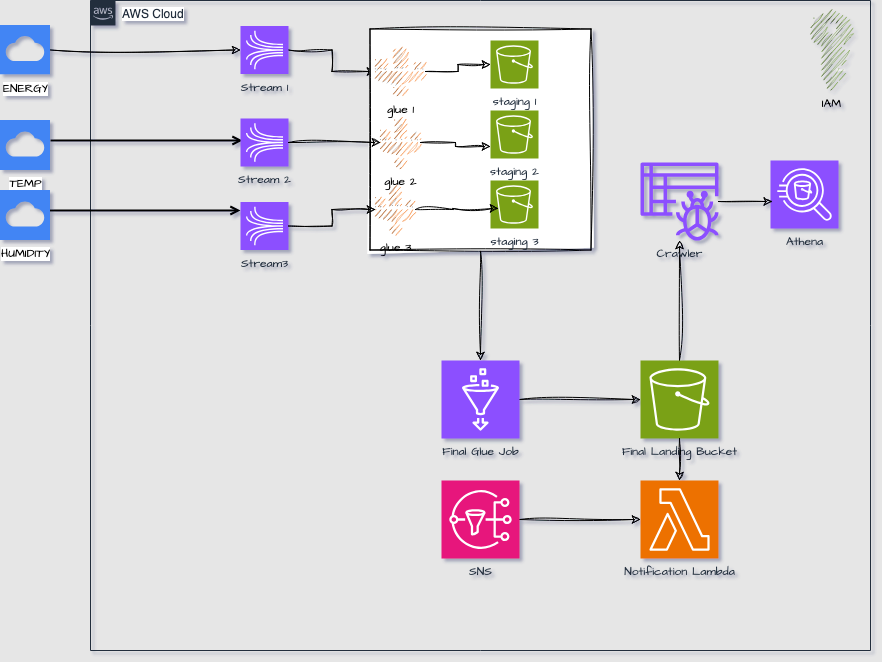 aws
AWS Cloud
ENERGY
Stream 1
glue 1
staging 1
IAM
TEMP
Stream 2
glue 2
staging 2
HUMIDITY
Stream3
glue 3
staging 3
Crawler
Athena
Final Glue Job
Final Landing Bucket
SNS
Notification Lambda